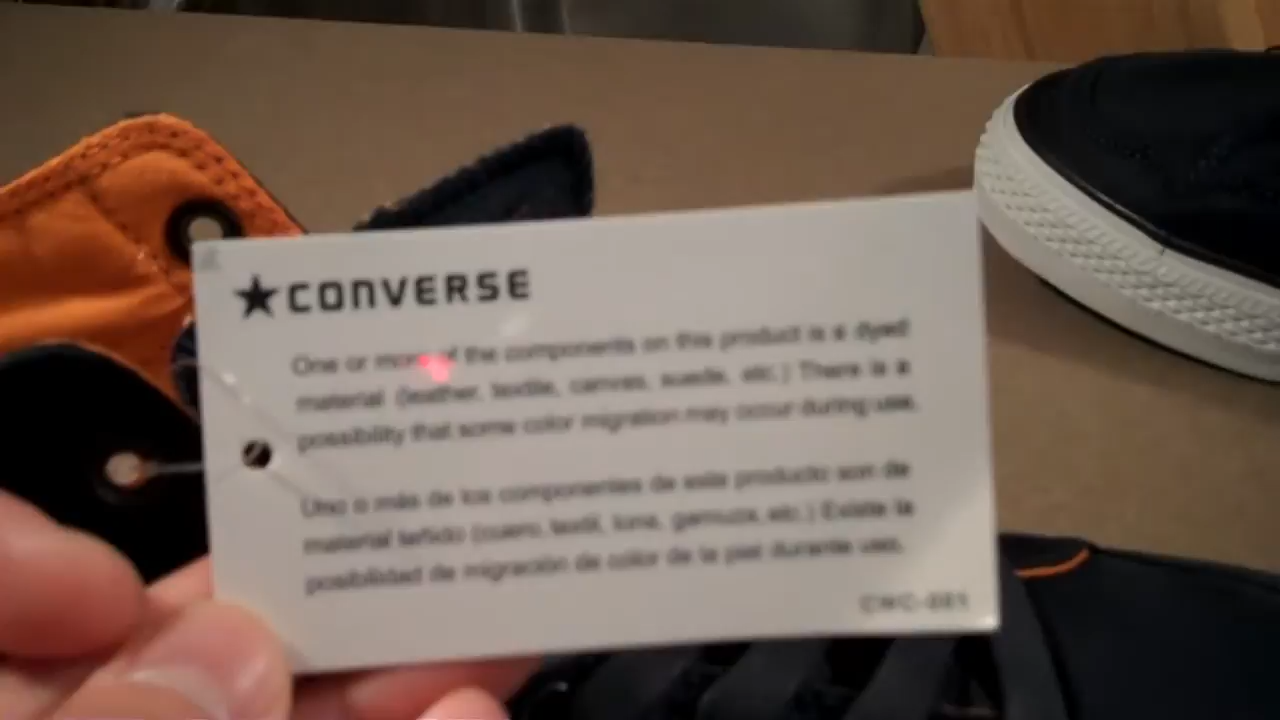 CONVERSE
One or more of the components on this product is a dyed
material (leather, textile, canvas, suede, etc.) There is a
possibility that some color migration may occur during use.
Uno o más de los componentes de este producto son de
material teñido (cuero, textil, lona, gamuza, etc.) Existe la
posibilidad de migración de color de la piel durante uso.
CWC-001